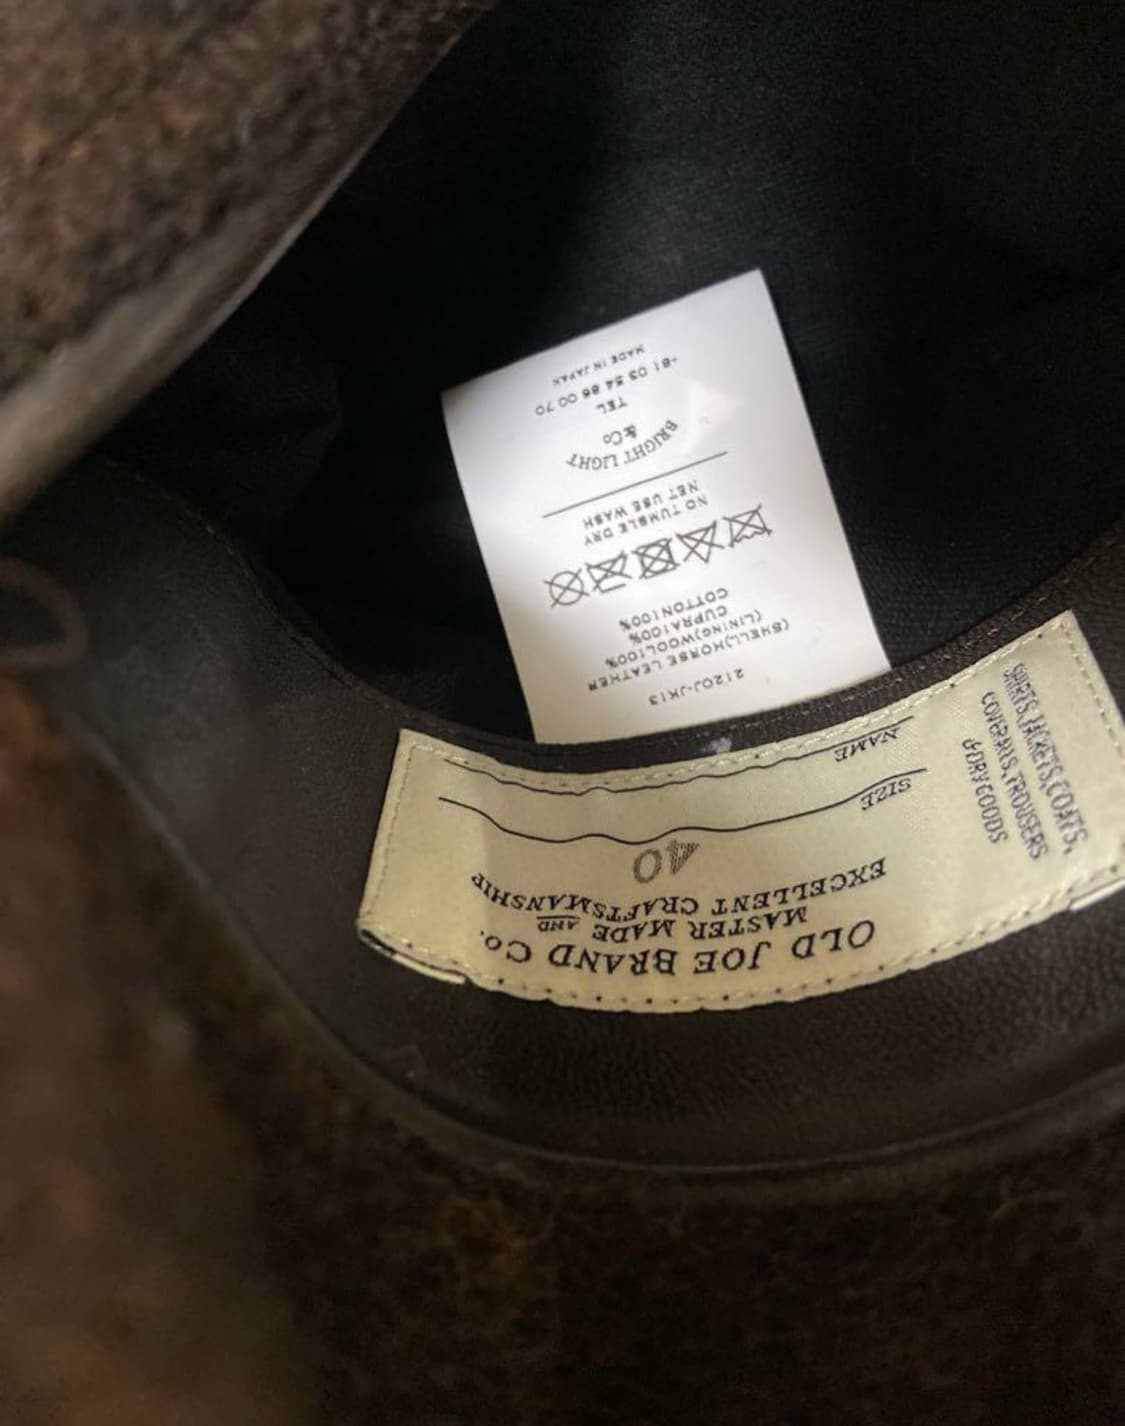 OLD JOE BRAND Co.
MASTER MADE AND
EXCELLENT CRAFTSMANSHIP
40
SIZE
NAME
SHIRTS, JACKETS, COATS,
COVERALLS, TROUSERS
& DRY GOODS
212OJ-JK13
(SHELL)HORSE LEATHER
(LINING)WOOL100%
CUPRA100%
COTTON100%
NO TUMBLE DRY
NET USE WASH
BRIGHT LIGHT
&Co
TEL
+81 03 54 86 00 70
MADE IN JAPAN